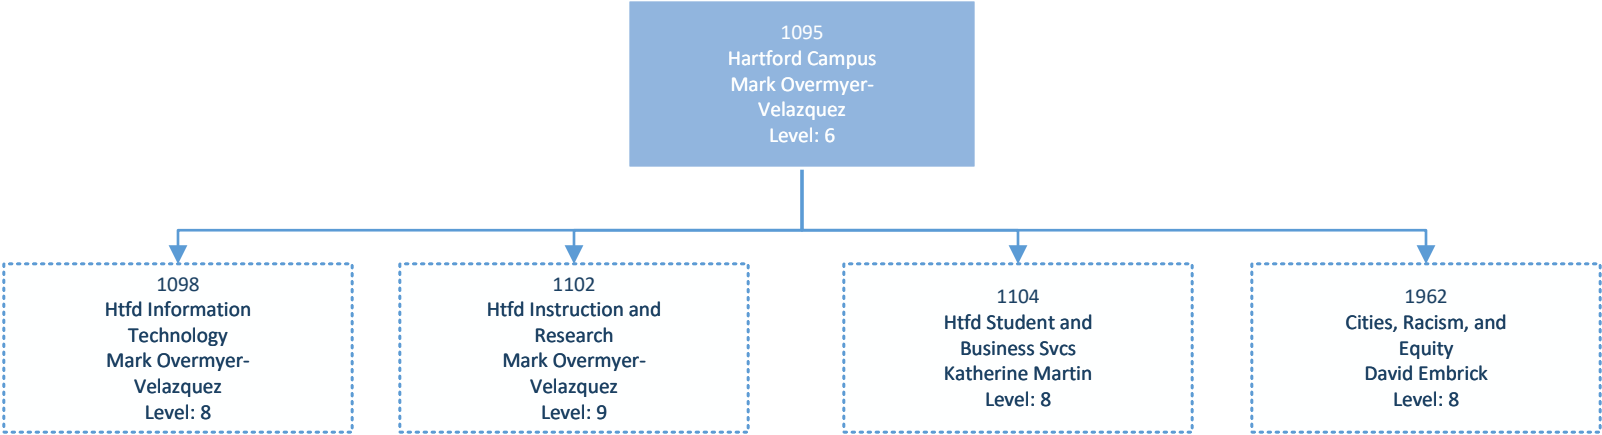 1095
Hartford Campus
Mark Overmyer-
Velazquez
Level: 6
1098
Htfd Information
Technology
Mark Overmyer-
Velazquez
Level: 8
1102
Htfd Instruction and
Research
Mark Overmyer-
Velazquez
Level: 9
1104
Htfd Student and
Business Svcs
Katherine Martin
Level: 8
1962
Cities, Racism, and
Equity
David Embrick
Level: 8